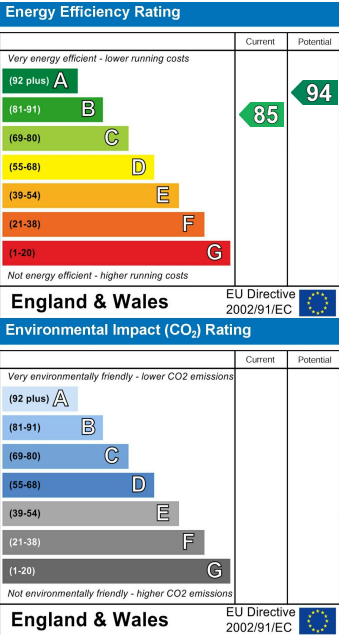 Energy Efficiency Rating
Current Potential
Very energy efficient - lower running costs
(92 plus) A
(81-91) B
(69-80) C
(55-68) D
(39-54) E
(21-38) F
(1-20) G
85
94
Not energy efficient - higher running costs
England & Wales
EU Directive
2002/91/EC
Environmental Impact (CO₂) Rating
Current Potential
Very environmentally friendly - lower CO2 emissions
(92 plus) A
(81-91) B
(69-80) C
(55-68) D
(39-54) E
(21-38) F
(1-20) G
Not environmentally friendly - higher CO2 emissions
England & Wales
EU Directive
2002/91/EC